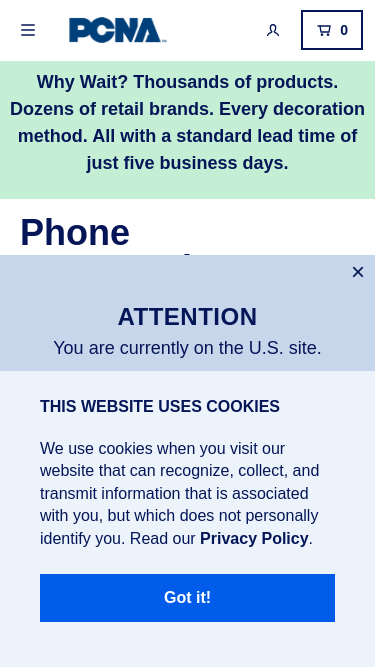 PCNA
0
Why Wait? Thousands of products.
Dozens of retail brands. Every decoration
method. All with a standard lead time of
just five business days.
Phone
ATTENTION
You are currently on the U.S. site.
THIS WEBSITE USES COOKIES
We use cookies when you visit our
website that can recognize, collect, and
transmit information that is associated
with you, but which does not personally
identify you. Read our Privacy Policy.
Got it!